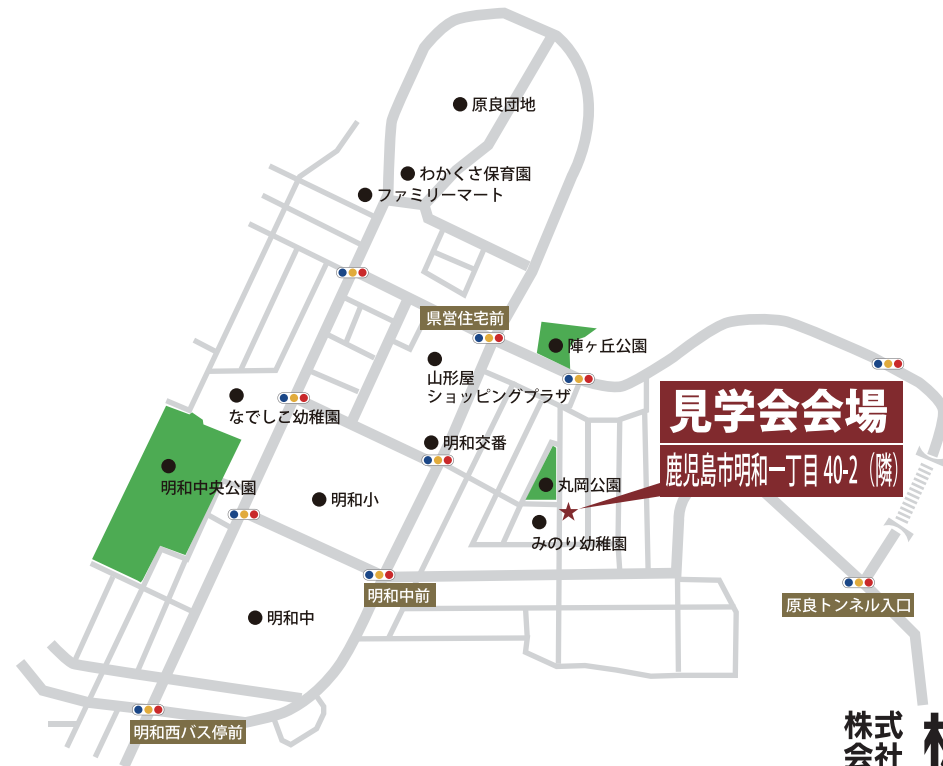 原良団地
わかくさ保育園
ファミリーマート
県営住宅前
陣ヶ丘公園
山形屋
ショッピングプラザ
なでしこ幼稚園
見学会会場
鹿児島市明和一丁目 40-2（隣）
明和交番
明和中央公園
明和小
丸岡公園
みのり幼稚園
明和中前
原良トンネル入口
明和中
明和西バス停前
株式
会社